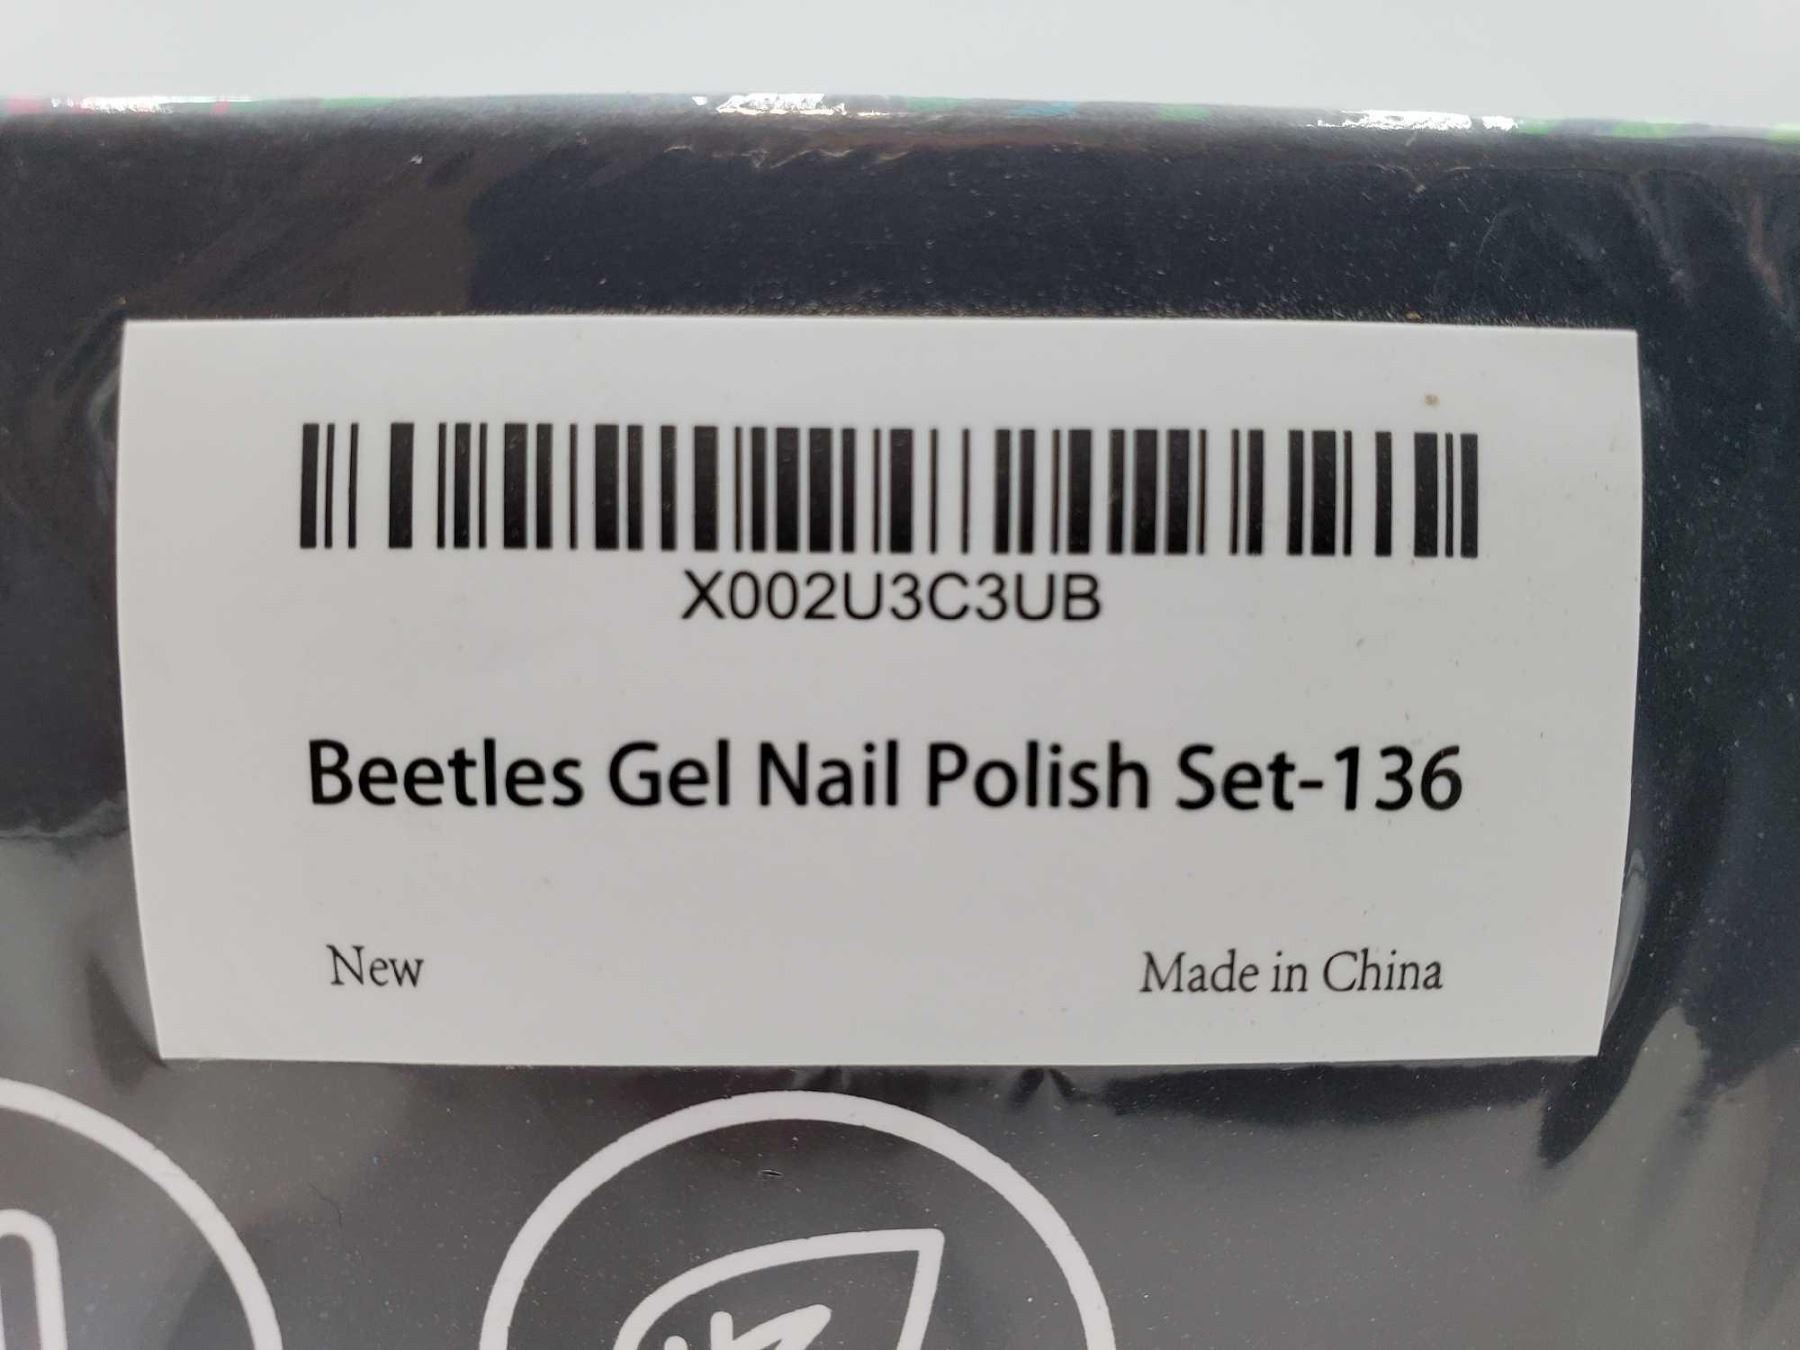 X002U3C3UB
Beetles Gel Nail Polish Set-136
New
Made in China